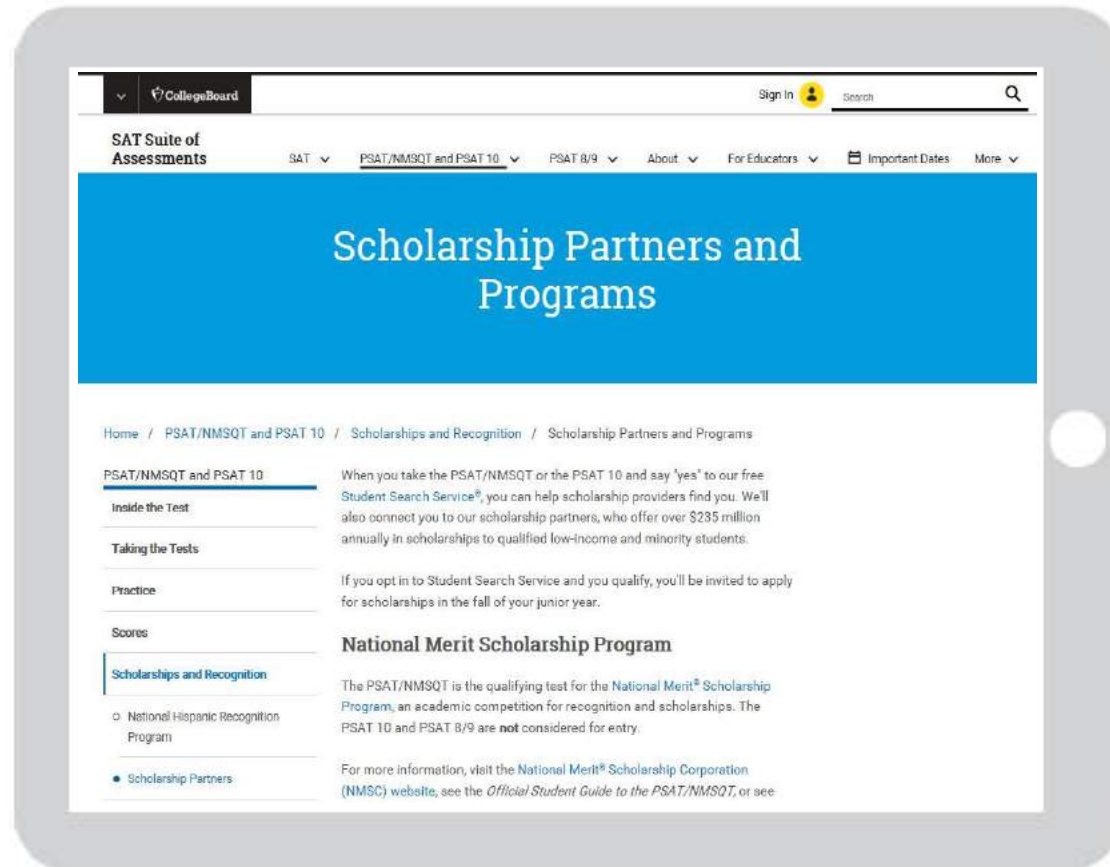 CollegeBoard
Sign In
Search
SAT Suite of
Assessments
SAT
PSAT/NMSQT and PSAT 10
PSAT 8/9
About
For Educators
Important Dates
More
Scholarship Partners and
Programs
Home / PSAT/NMSQT and PSAT 10 / Scholarships and Recognition / Scholarship Partners and Programs
PSAT/NMSQT and PSAT 10
Inside the Test
Taking the Tests
Practice
Scores
Scholarships and Recognition
National Hispanic Recognition
Program
Scholarship Partners
When you take the PSAT/NMSQT or the PSAT 10 and say "yes" to our free
Student Search Service®, you can help scholarship providers find you. We'll
also connect you to our scholarship partners, who offer over $235 million
annually in scholarships to qualified low-income and minority students.
If you opt in to Student Search Service and you qualify, you'll be invited to apply
for scholarships in the fall of your junior year.
National Merit Scholarship Program
The PSAT/NMSQT is the qualifying test for the National Merit® Scholarship
Program, an academic competition for recognition and scholarships. The
PSAT 10 and PSAT 8/9 are not considered for entry.
For more information, visit the National Merit® Scholarship Corporation
(NMSC) website, see the Official Student Guide to the PSAT/NMSQT, or see